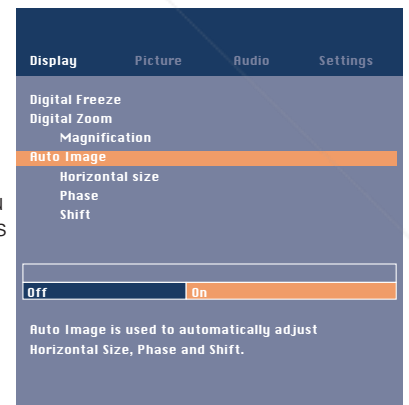 Display Picture Audio Settings
Digital Freeze
Digital Zoom
Magnification
Auto Image
Horizontal size
Phase
Shift
Off On
Auto Image is used to automatically adjust
Horizontal Size, Phase and Shift.